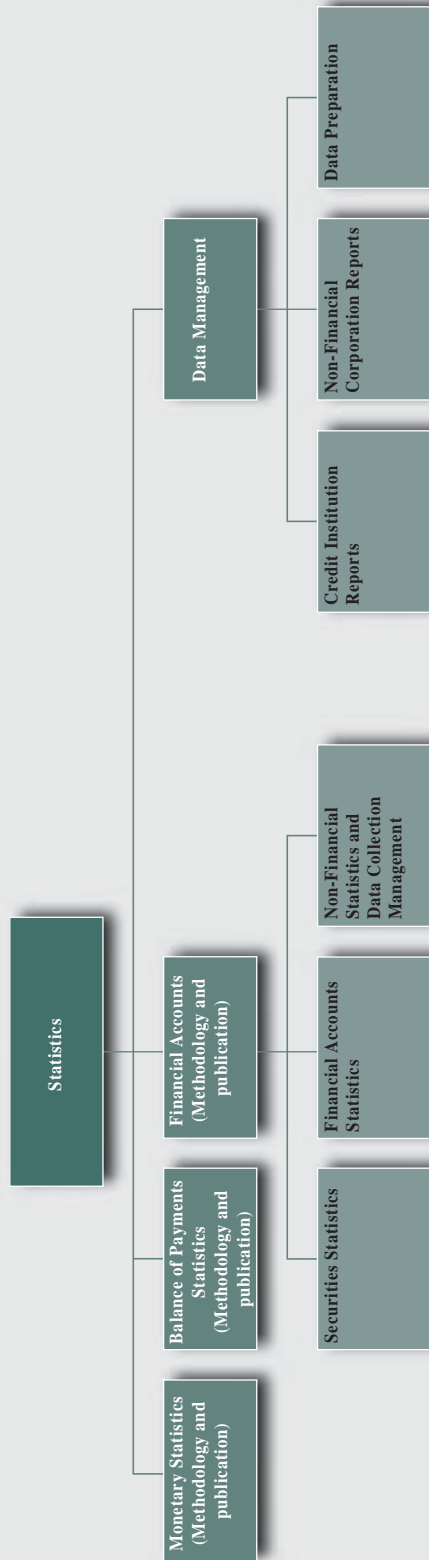 Statistics
Monetary Statistics
(Methodology and
publication)
Balance of Payments
Statistics
(Methodology and
publication)
Financial Accounts
(Methodology and
publication)
Data Management
Securities Statistics
Financial Accounts
Statistics
Non-Financial
Statistics and
Data Collection
Management
Credit Institution
Reports
Non-Financial
Corporation Reports
Data Preparation